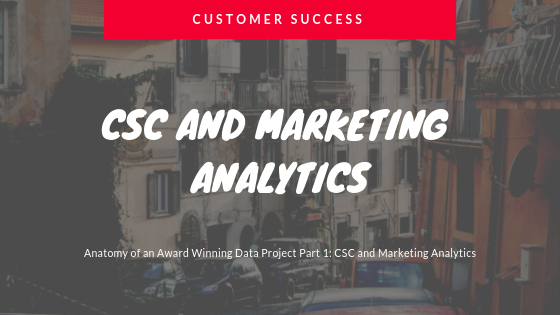 CUSTOMER SUCCESS
CSC AND MARKETING
ANALYTICS
Anatomy of an Award Winning Data Project Part 1: CSC and Marketing Analytics